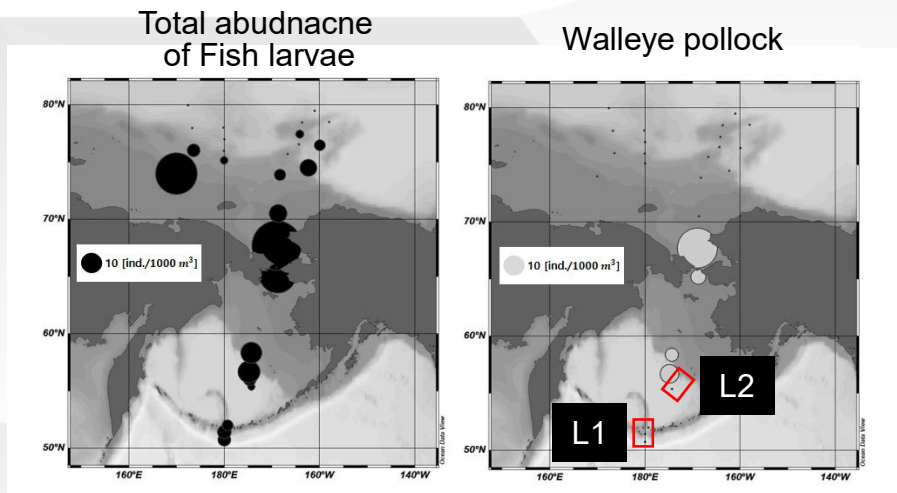 Total abudnacne
of Fish larvae
Walleye pollock
80°N
70°N
60°N
50°N
160°E
180°E
160°W
140°W
10 [ind./1000 m³]
Ocean Data View
80°N
70°N
60°N
50°N
160°E
180°E
160°W
140°W
10 [ind./1000 m³]
L2
L1
Ocean Data View